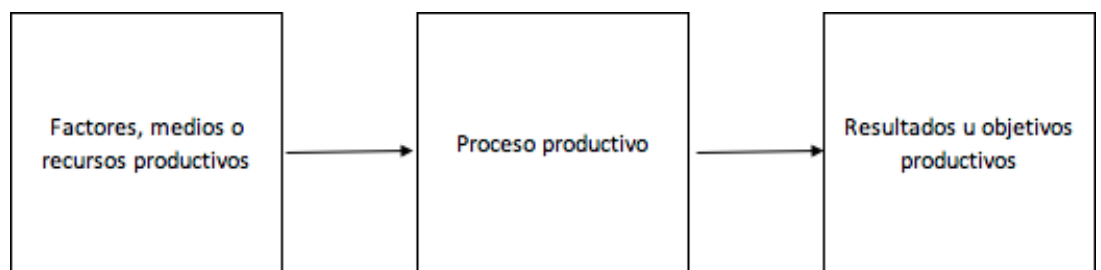 Factores, medios o
recursos productivos
Proceso productivo
Resultados u objetivos
productivos